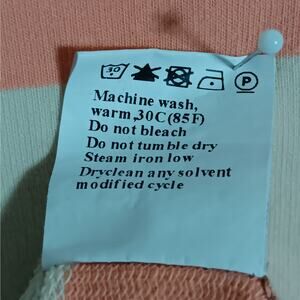 30
P
Machine wash,
warm,30C(85F)
Do not bleach
Do not tumble dry
Steam iron low
Dryclean any solvent
modified cycle